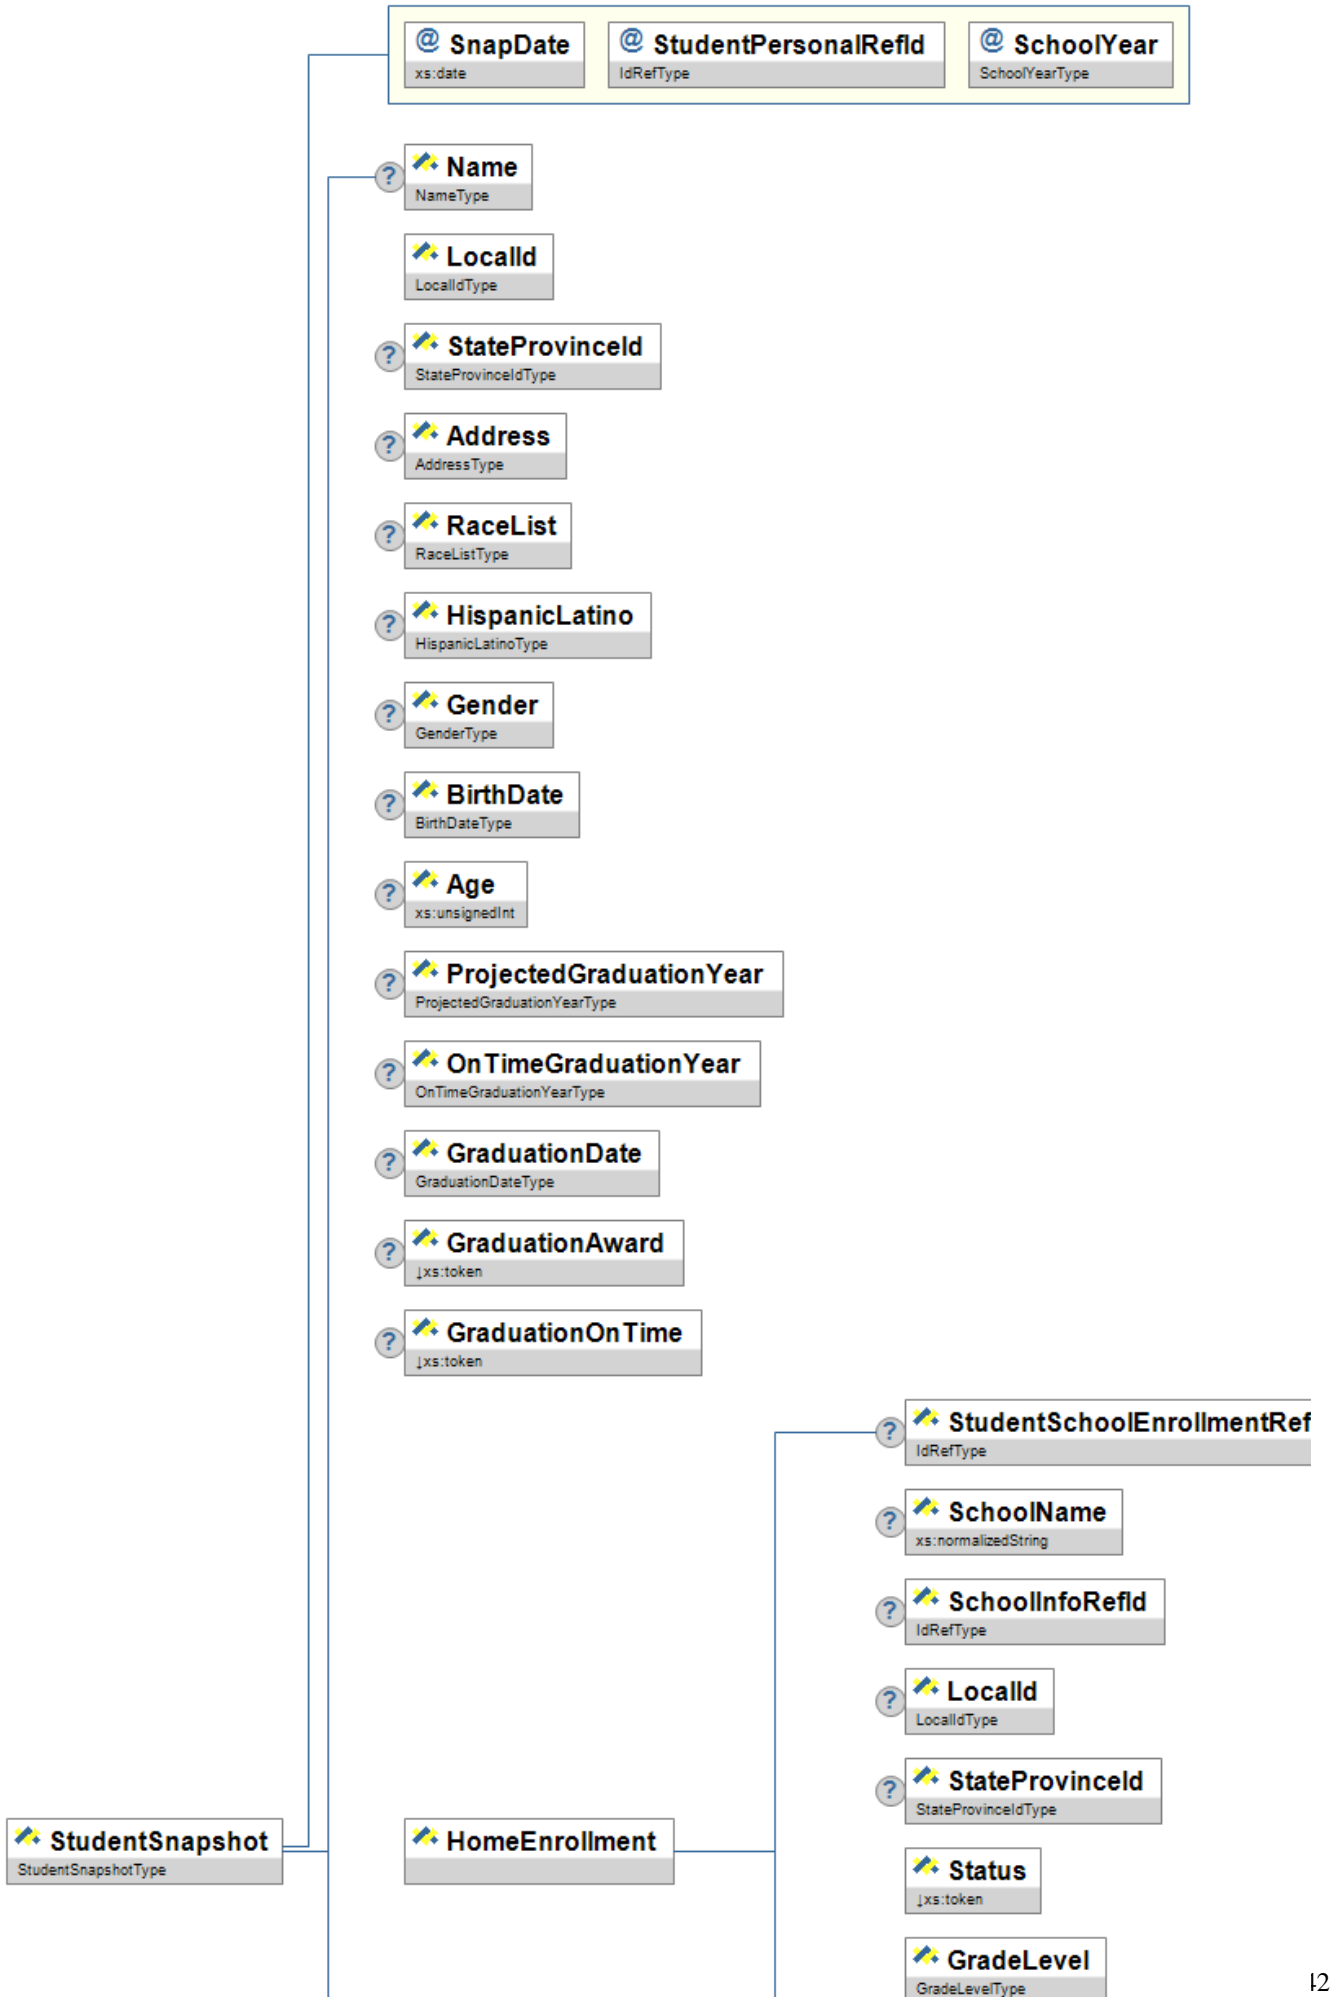 @ SnapDate
xs:date
@ StudentPersonalRefId
IdRefType
@ SchoolYear
SchoolYearType
? Name
NameType
LocalId
LocalIdType
? StateProvinceId
StateProvinceIdType
? Address
AddressType
? RaceList
RaceListType
? HispanicLatino
HispanicLatinoType
? Gender
GenderType
? BirthDate
BirthDateType
? Age
xs:unsignedInt
? ProjectedGraduationYear
ProjectedGraduationYearType
? OnTimeGraduationYear
OnTimeGraduationYearType
? GraduationDate
GraduationDateType
? GraduationAward
↓xs:token
? GraduationOnTime
↓xs:token
? StudentSchoolEnrollmentRef
IdRefType
? SchoolName
xs:normalizedString
? SchoolInfoRefId
IdRefType
? LocalId
LocalIdType
? StateProvinceId
StateProvinceIdType
StudentSnapshot
StudentSnapshotType
HomeEnrollment
Status
↓xs:token
GradeLevel
GradeLevelType